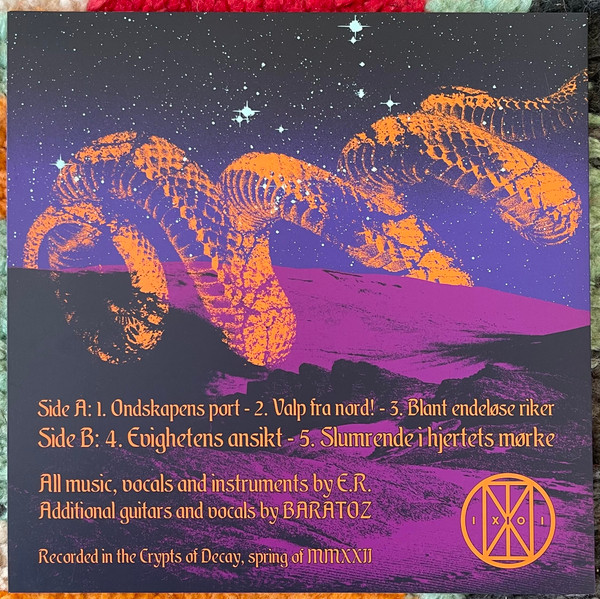 Side A: 1. Ondskapens port - 2. Valp fra nord! - 3. Blant endeløse riker
Side B: 4. Evighetens ansikt - 5. Slumrende i hjertets mørke
All music, vocals and instruments by E.R.
Additional guitars and vocals by BARATOZ
I X O I
Recorded in the Crypts of Decay, spring of MMXXII